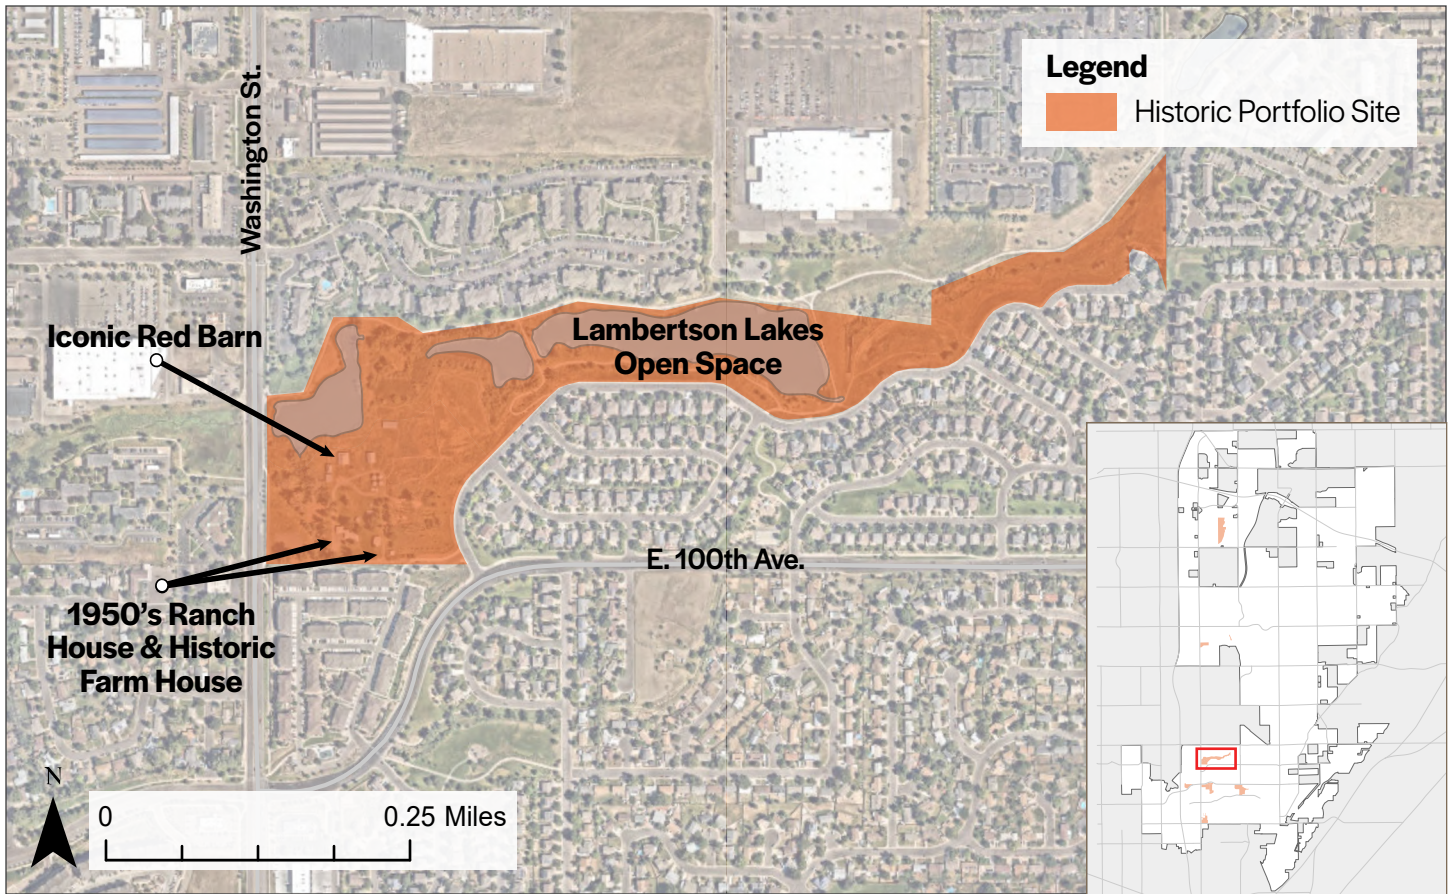 Legend
Historic Portfolio Site
Washington St.
Iconic Red Barn
Lambertson Lakes
Open Space
E. 100th Ave.
1950’s Ranch
House & Historic
Farm House
N
0 0.25 Miles